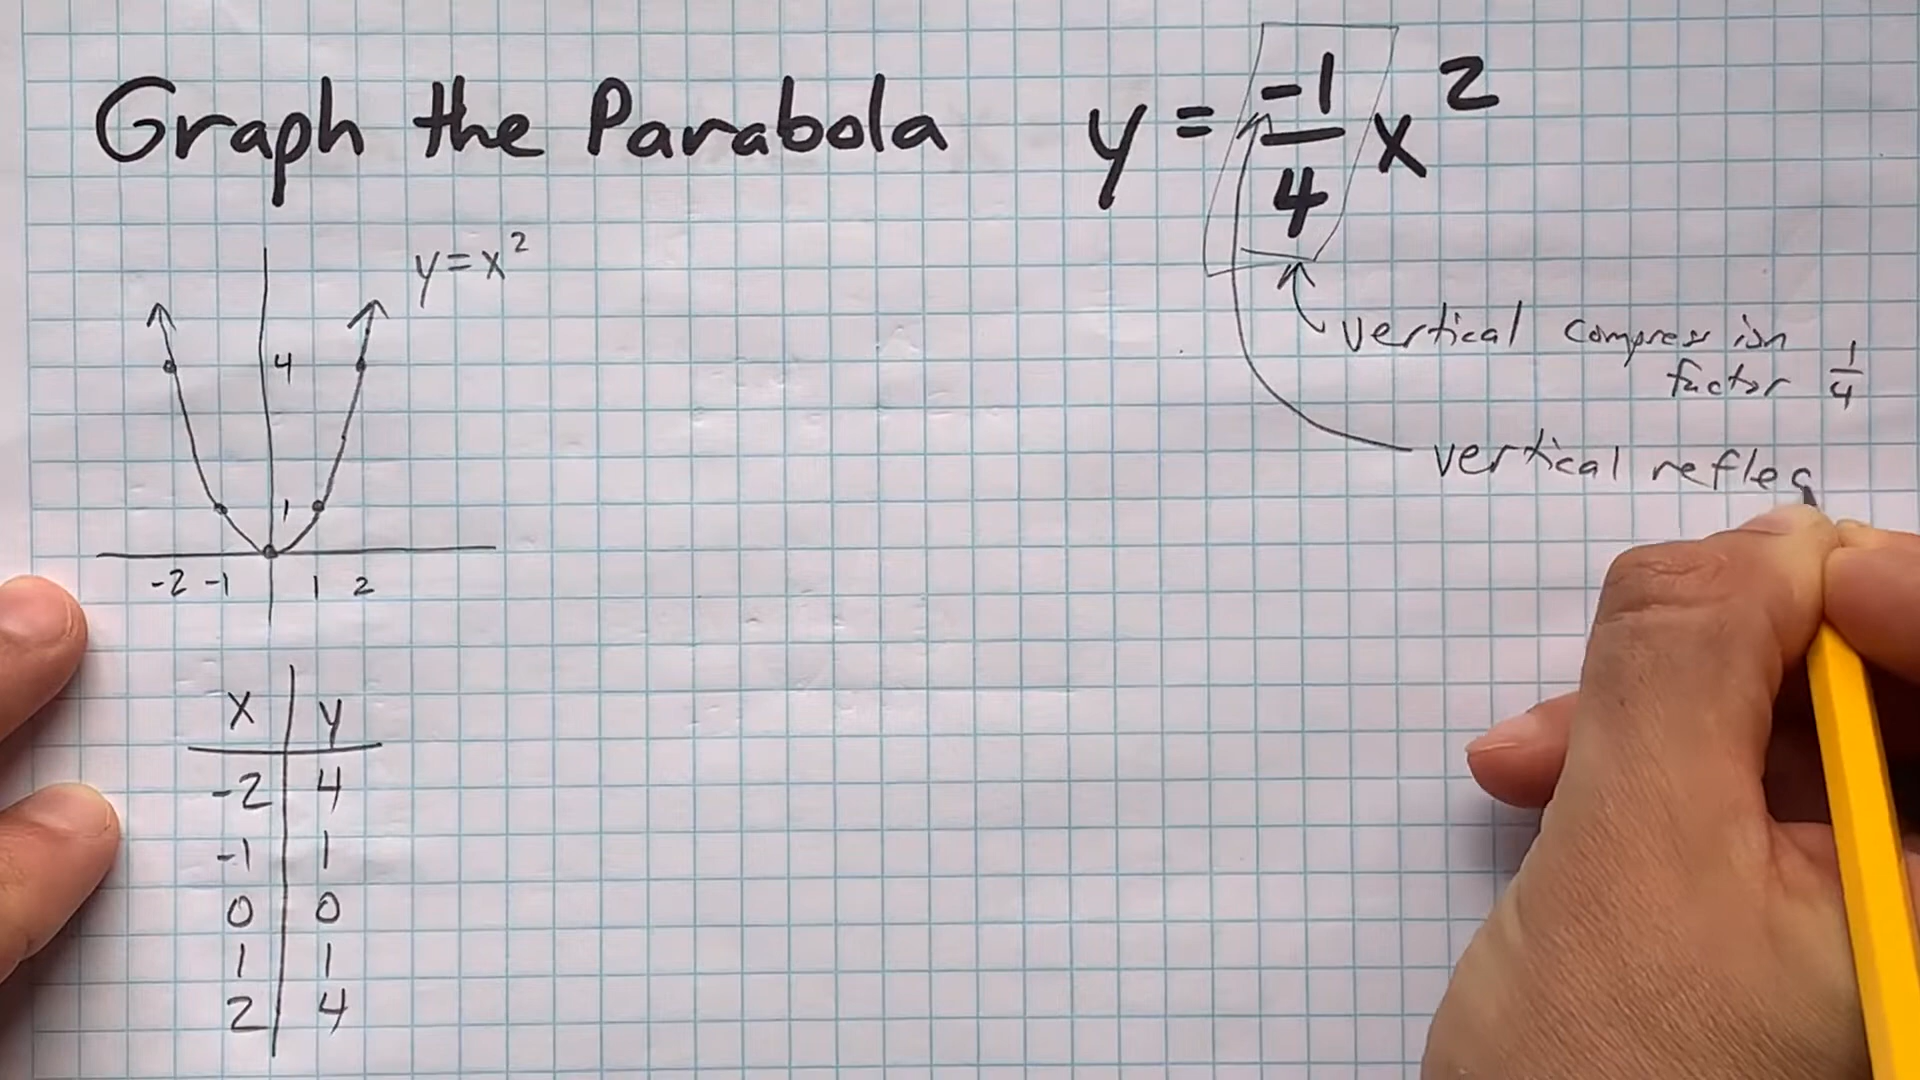 Graph the Parabola y = -1/4 x²
y=x²
vertical compression
factor 1/4
vertical reflec
4
1
-2 -1 1 2
x y
-2 4
-1 1
0 0
1 1
2 4